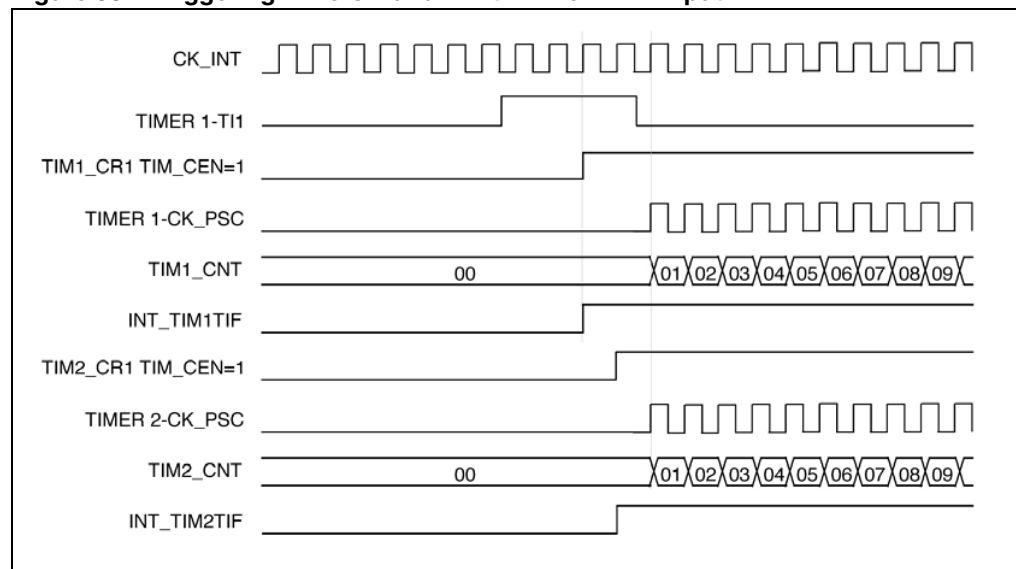 CK_INT
TIMER 1-TI1
TIM1_CR1 TIM_CEN=1
TIMER 1-CK_PSC
TIM1_CNT 00 01 02 03 04 05 06 07 08 09
INT_TIM1TIF
TIM2_CR1 TIM_CEN=1
TIMER 2-CK_PSC
TIM2_CNT 00 01 02 03 04 05 06 07 08 09
INT_TIM2TIF